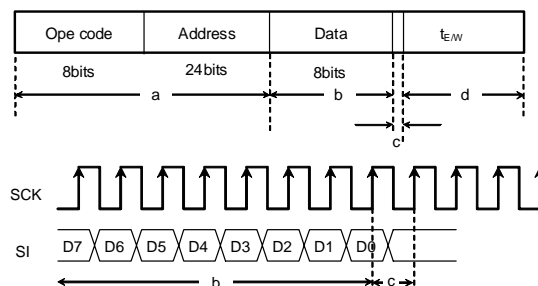 Ope code Address Data tE/W
8bits 24bits 8bits
a b d
c
SCK
SI D7 D6 D5 D4 D3 D2 D1 D0
b c